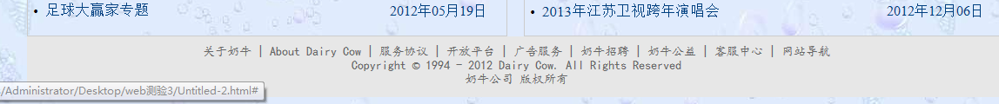 • 足球大赢家专题 2012年05月19日
• 2013年江苏卫视跨年演唱会 2012年12月06日
关于奶牛 | About Dairy Cow | 服务协议 | 开放平台 | 广告服务 | 奶牛招聘 | 奶牛公益 | 客服中心 | 网站导航
Copyright © 1994 - 2012 Dairy Cow. All Rights Reserved
奶牛公司 版权所有
/Administrator/Desktop/web测验3/Untitled-2.html#